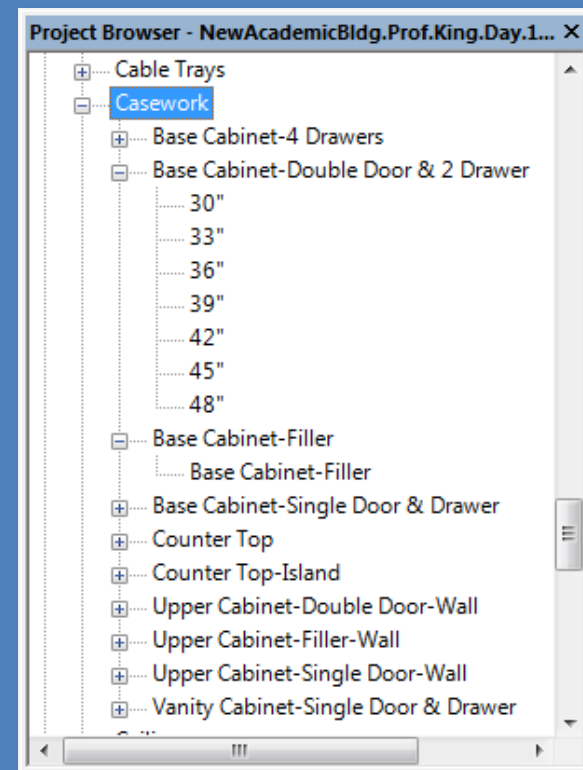 Project Browser - NewAcademicBldg.Prof.King.Day.1...
Cable Trays
Casework
Base Cabinet-4 Drawers
Base Cabinet-Double Door & 2 Drawer
30"
33"
36"
39"
42"
45"
48"
Base Cabinet-Filler
Base Cabinet-Filler
Base Cabinet-Single Door & Drawer
Counter Top
Counter Top-Island
Upper Cabinet-Double Door-Wall
Upper Cabinet-Filler-Wall
Upper Cabinet-Single Door-Wall
Vanity Cabinet-Single Door & Drawer